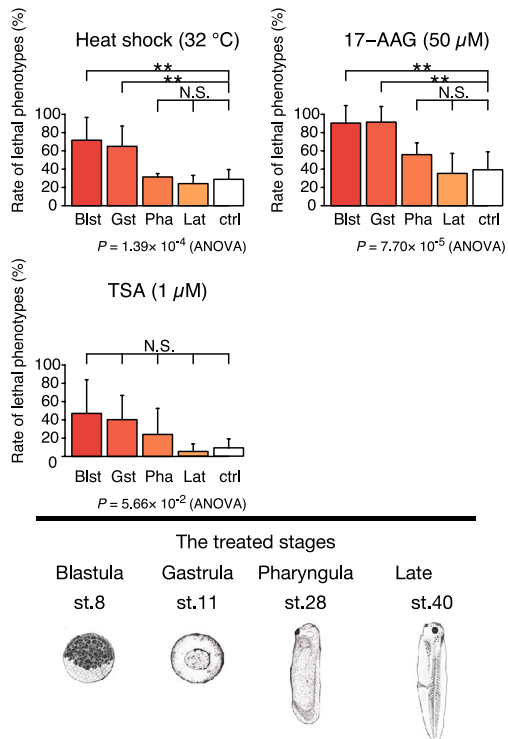 Heat shock (32 °C)
Rate of lethal phenotypes (%)
**
**
N.S.
100
80
60
40
20
0
Blst Gst Pha Lat ctrl
P = 1.39× 10-4 (ANOVA)
17–AAG (50 μM)
Rate of lethal phenotypes (%)
**
**
N.S.
100
80
60
40
20
0
Blst Gst Pha Lat ctrl
P = 7.70× 10-5 (ANOVA)
TSA (1 μM)
Rate of lethal phenotypes (%)
N.S.
100
80
60
40
20
0
Blst Gst Pha Lat ctrl
P = 5.66× 10-2 (ANOVA)
The treated stages
Blastula Gastrula Pharyngula Late
st.8 st.11 st.28 st.40